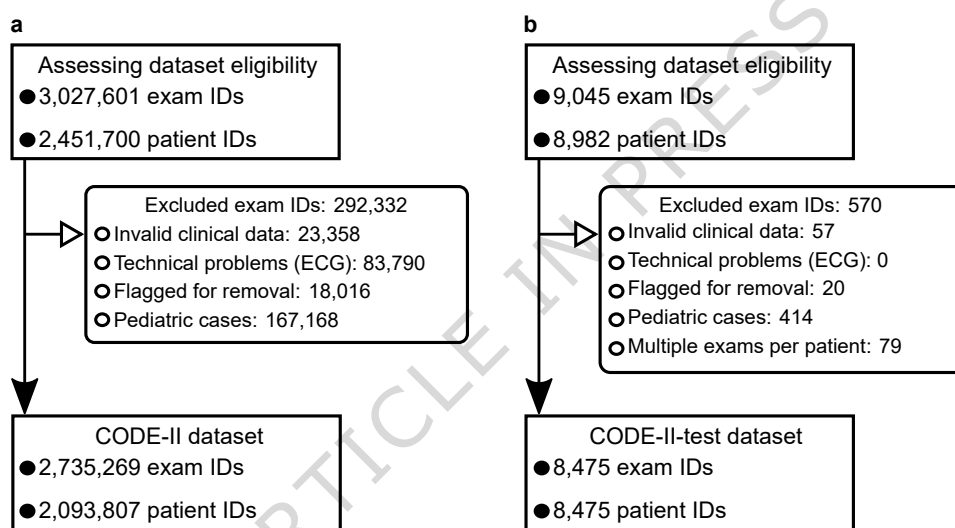 a
Assessing dataset eligibility
3,027,601 exam IDs
2,451,700 patient IDs
Excluded exam IDs: 292,332
Invalid clinical data: 23,358
Technical problems (ECG): 83,790
Flagged for removal: 18,016
Pediatric cases: 167,168
CODE-II dataset
2,735,269 exam IDs
2,093,807 patient IDs
b
Assessing dataset eligibility
9,045 exam IDs
8,982 patient IDs
Excluded exam IDs: 570
Invalid clinical data: 57
Technical problems (ECG): 0
Flagged for removal: 20
Pediatric cases: 414
Multiple exams per patient: 79
CODE-II-test dataset
8,475 exam IDs
8,475 patient IDs
ARTICLE IN PRESS